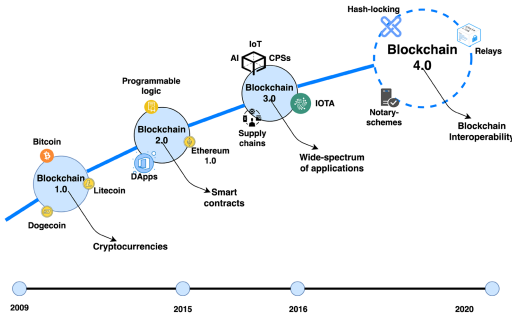 Hash-locking
Blockchain
4.0
Relays
Notary-
schemes
Blockchain
Interoperability
IoT
AI
CPSs
Blockchain
3.0
IOTA
Supply
chains
Wide-spectrum
of applications
Programmable
logic
Blockchain
2.0
Ethereum
1.0
DApps
Smart
contracts
Bitcoin
Blockchain
1.0
Litecoin
Dogecoin
Cryptocurrencies
2009
2015
2016
2020